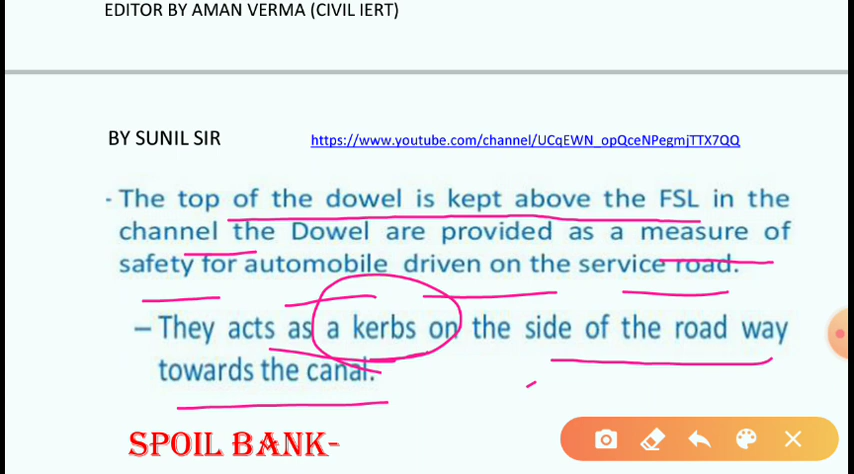 EDITOR BY AMAN VERMA (CIVIL IERT)
BY SUNIL SIR https://www.youtube.com/channel/UCqEWN_opQceNPegmjTTX7QQ
- The top of the dowel is kept above the FSL in the
channel the Dowel are provided as a measure of
safety for automobile driven on the service road.
– They acts as a kerbs on the side of the road way
towards the canal.
SPOIL BANK-